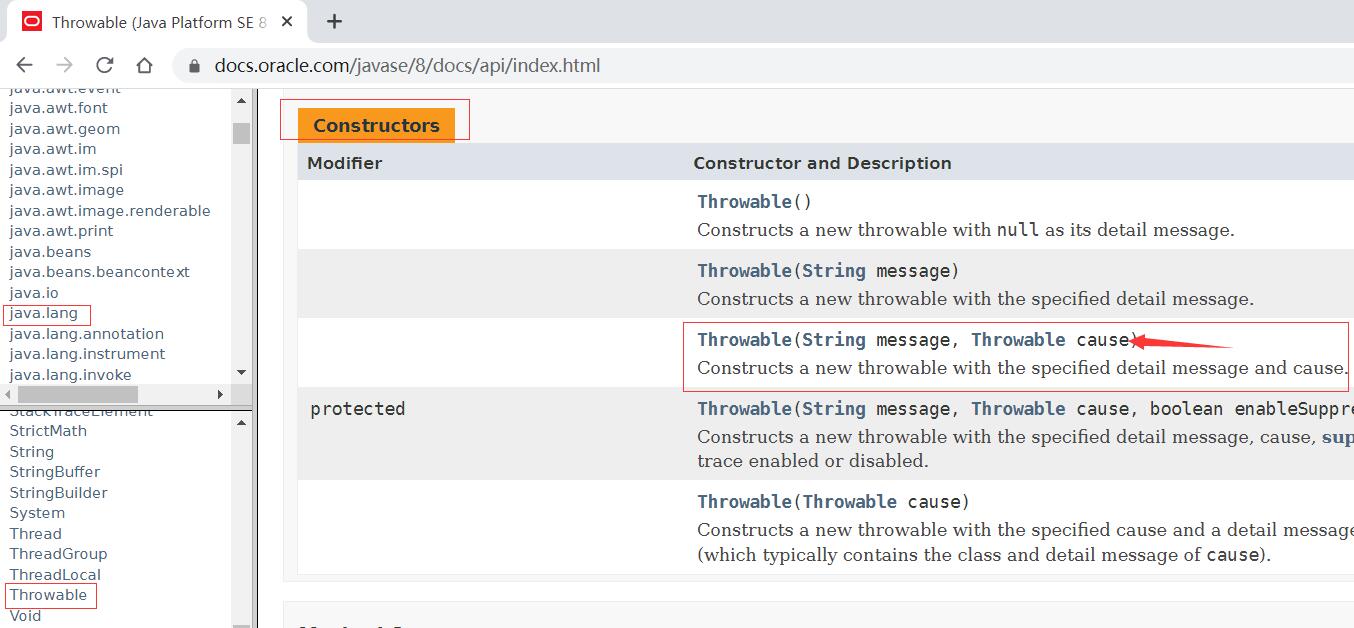 Throwable (Java Platform SE 8
docs.oracle.com/javase/8/docs/api/index.html
java.awt.event
java.awt.font
java.awt.geom
java.awt.im
java.awt.im.spi
java.awt.image
java.awt.image.renderable
java.awt.print
java.beans
java.beans.beancontext
java.io
java.lang
java.lang.annotation
java.lang.instrument
java.lang.invoke
StackTraceElement
StrictMath
String
StringBuffer
StringBuilder
System
Thread
ThreadGroup
ThreadLocal
Throwable
Void
Constructors
Modifier Constructor and Description
Throwable()
Constructs a new throwable with null as its detail message.
Throwable(String message)
Constructs a new throwable with the specified detail message.
Throwable(String message, Throwable cause)
Constructs a new throwable with the specified detail message and cause.
protected Throwable(String message, Throwable cause, boolean enableSuppre
Constructs a new throwable with the specified detail message, cause, sup
trace enabled or disabled.
Throwable(Throwable cause)
Constructs a new throwable with the specified cause and a detail message
(which typically contains the class and detail message of cause).